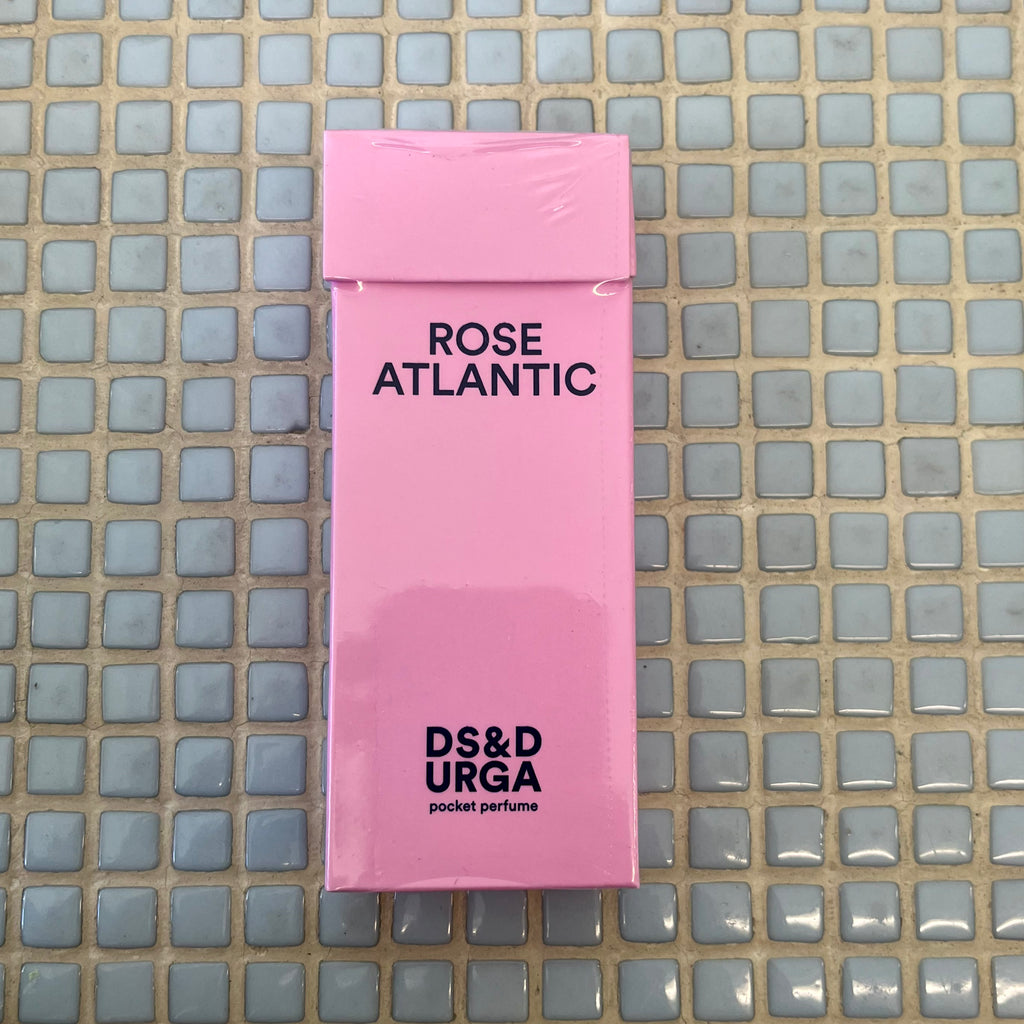 ROSE
ATLANTIC
DS&D
URGA
pocket perfume